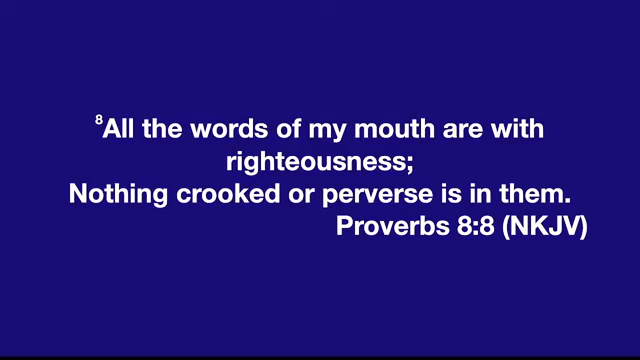 ⁸All the words of my mouth are with
righteousness;
Nothing crooked or perverse is in them.
Proverbs 8:8 (NKJV)